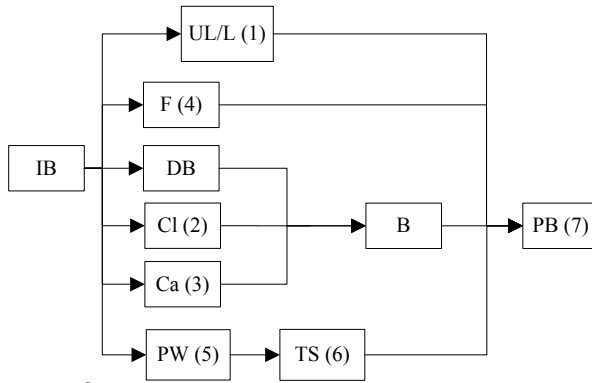 UL/L (1)
F (4)
IB
DB
Cl (2)
B
PB (7)
Ca (3)
PW (5)
TS (6)